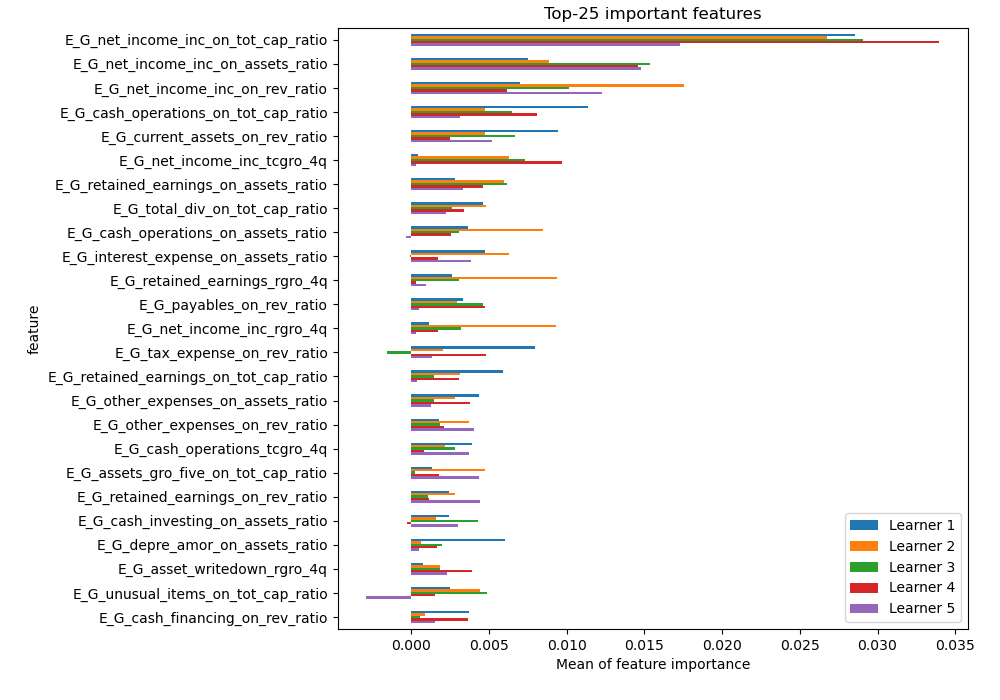 Top-25 important features
E_G_net_income_inc_on_tot_cap_ratio
E_G_net_income_inc_on_assets_ratio
E_G_net_income_inc_on_rev_ratio
E_G_cash_operations_on_tot_cap_ratio
E_G_current_assets_on_rev_ratio
E_G_net_income_inc_tcgro_4q
E_G_retained_earnings_on_assets_ratio
E_G_total_div_on_tot_cap_ratio
E_G_cash_operations_on_assets_ratio
E_G_interest_expense_on_assets_ratio
E_G_retained_earnings_rgro_4q
E_G_payables_on_rev_ratio
E_G_net_income_inc_rgro_4q
E_G_tax_expense_on_rev_ratio
E_G_retained_earnings_on_tot_cap_ratio
E_G_other_expenses_on_assets_ratio
E_G_other_expenses_on_rev_ratio
E_G_cash_operations_tcgro_4q
E_G_assets_gro_five_on_tot_cap_ratio
E_G_retained_earnings_on_rev_ratio
E_G_cash_investing_on_assets_ratio
E_G_depre_amor_on_assets_ratio
E_G_asset_writedown_rgro_4q
E_G_unusual_items_on_tot_cap_ratio
E_G_cash_financing_on_rev_ratio
feature
Learner 1
Learner 2
Learner 3
Learner 4
Learner 5
0.000 0.005 0.010 0.015 0.020 0.025 0.030 0.035
Mean of feature importance